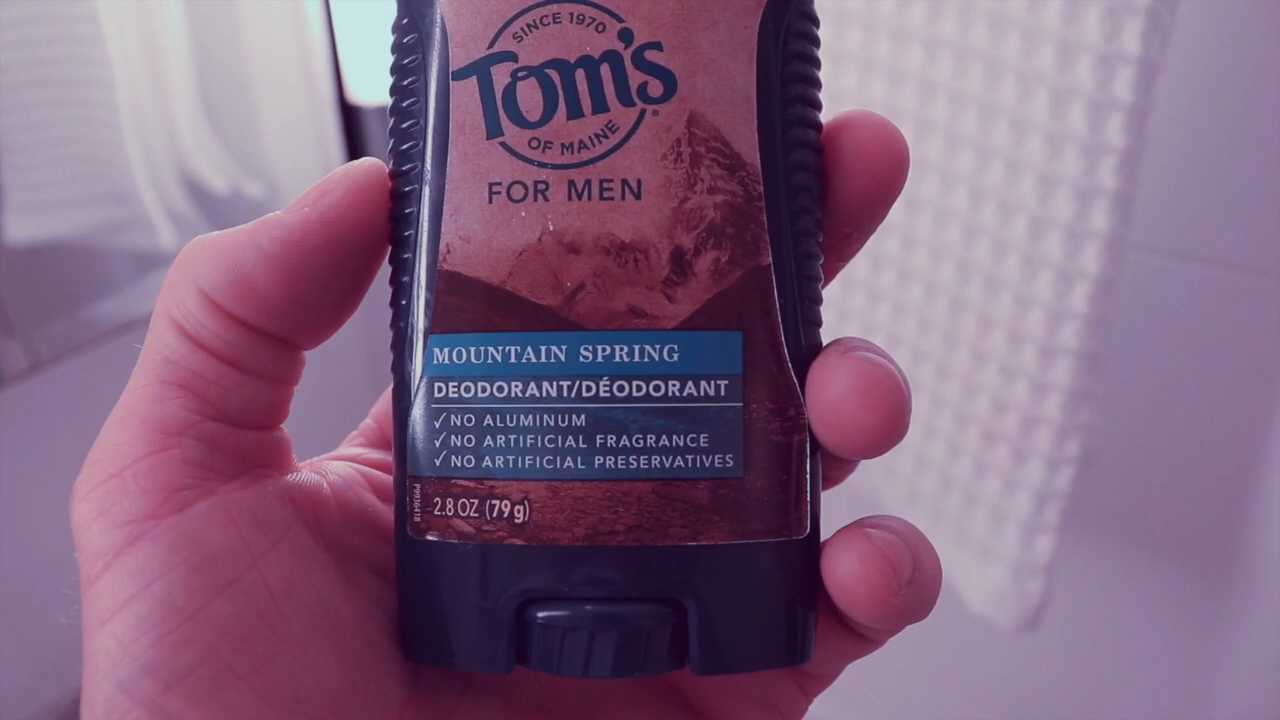 SINCE 1970
Tom's
OF MAINE
FOR MEN
MOUNTAIN SPRING
DEODORANT/DÉODORANT
✓NO ALUMINUM
✓NO ARTIFICIAL FRAGRANCE
✓NO ARTIFICIAL PRESERVATIVES
2.8 OZ (79 g)